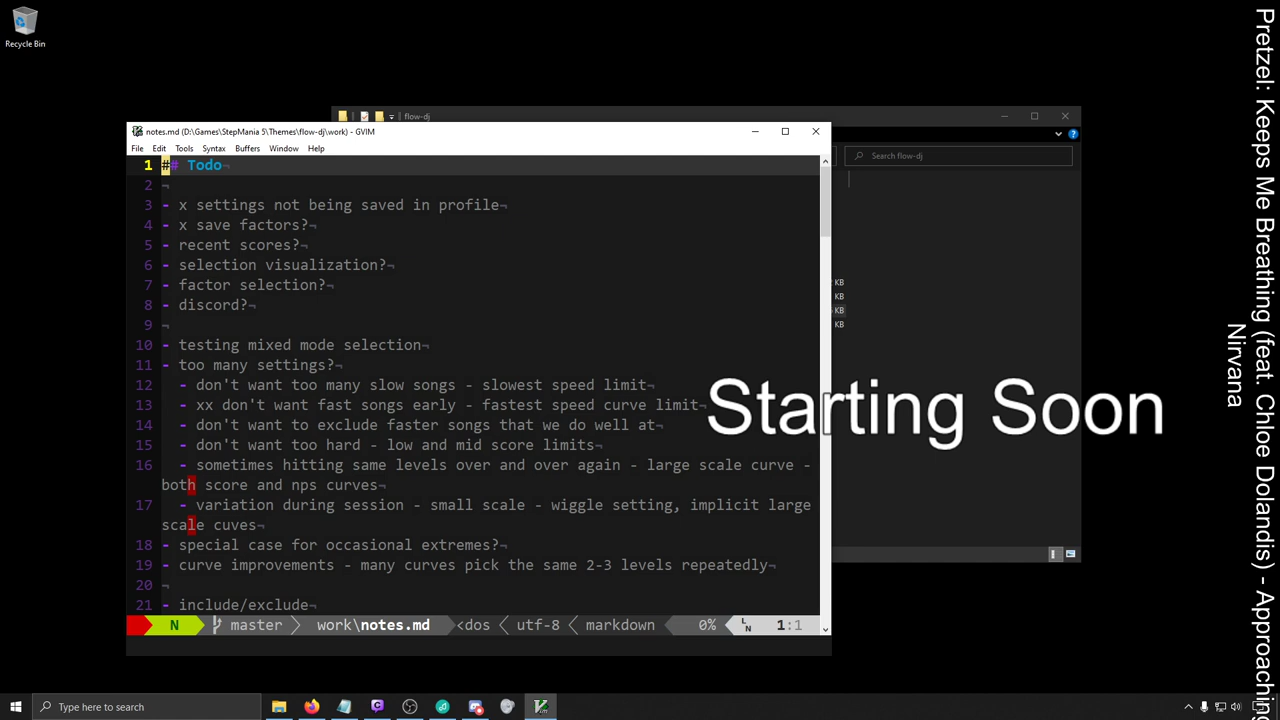 Recycle Bin
flow-dj
Search flow-dj
KB
KB
KB
KB
notes.md (D:\Games\StepMania 5\Themes\flow-dj\work) - GVIM
File Edit Tools Syntax Buffers Window Help
1 ## Todo¬
2 ¬
3 - x settings not being saved in profile¬
4 - x save factors?¬
5 - recent scores?¬
6 - selection visualization?¬
7 - factor selection?¬
8 - discord?¬
9 ¬
10 - testing mixed mode selection¬
11 - too many settings?¬
12 - don't want too many slow songs - slowest speed limit¬
13 - xx don't want fast songs early - fastest speed curve limit¬
14 - don't want to exclude faster songs that we do well at¬
15 - don't want too hard - low and mid score limits¬
16 - sometimes hitting same levels over and over again - large scale curve -
both score and nps curves¬
17 - variation during session - small scale - wiggle setting, implicit large
scale cuves¬
18 - special case for occasional extremes?¬
19 - curve improvements - many curves pick the same 2-3 levels repeatedly¬
20 ¬
21 - include/exclude¬
N master work\notes.md <dos utf-8 markdown 0% LN 1:1
Starting Soon
Pretzel: Keeps Me Breathing (feat. Chloe Dolandis) - Approaching
Nirvana
Type here to search